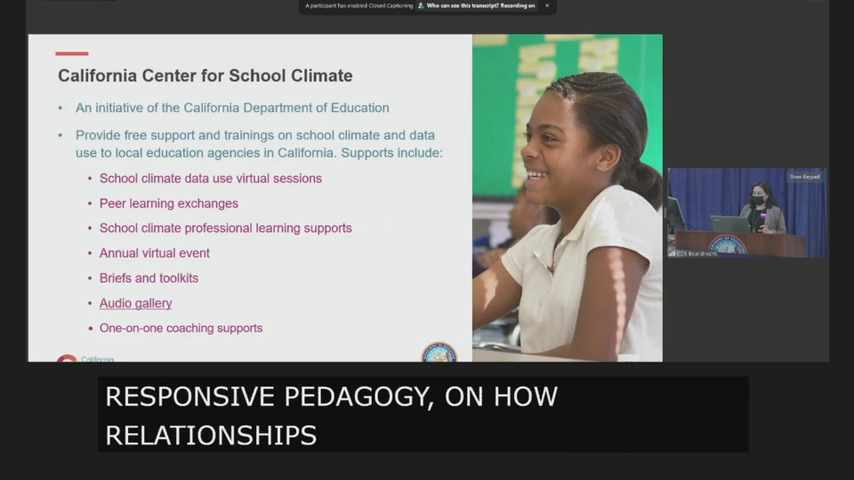 A participant has enabled Closed Captioning Who can see this transcript? Recording on
California Center for School Climate
• An initiative of the California Department of Education
• Provide free support and trainings on school climate and data
use to local education agencies in California. Supports include:
• School climate data use virtual sessions
• Peer learning exchanges
• School climate professional learning supports
• Annual virtual event
• Briefs and toolkits
• Audio gallery
• One-on-one coaching supports
California
CDE Boardroom
RESPONSIVE PEDAGOGY, ON HOW
RELATIONSHIPS